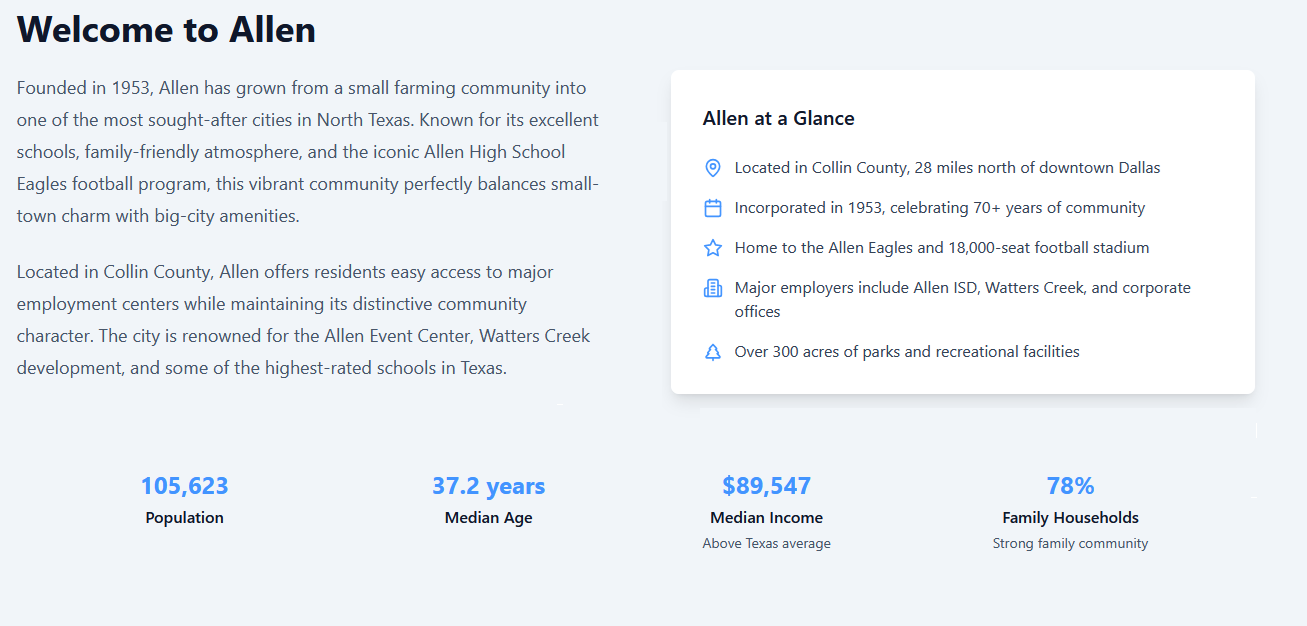 Welcome to Allen
Founded in 1953, Allen has grown from a small farming community into
one of the most sought-after cities in North Texas. Known for its excellent
schools, family-friendly atmosphere, and the iconic Allen High School
Eagles football program, this vibrant community perfectly balances small-
town charm with big-city amenities.
Located in Collin County, Allen offers residents easy access to major
employment centers while maintaining its distinctive community
character. The city is renowned for the Allen Event Center, Watters Creek
development, and some of the highest-rated schools in Texas.
Allen at a Glance
Located in Collin County, 28 miles north of downtown Dallas
Incorporated in 1953, celebrating 70+ years of community
Home to the Allen Eagles and 18,000-seat football stadium
Major employers include Allen ISD, Watters Creek, and corporate
offices
Over 300 acres of parks and recreational facilities
105,623
Population
37.2 years
Median Age
$89,547
Median Income
Above Texas average
78%
Family Households
Strong family community